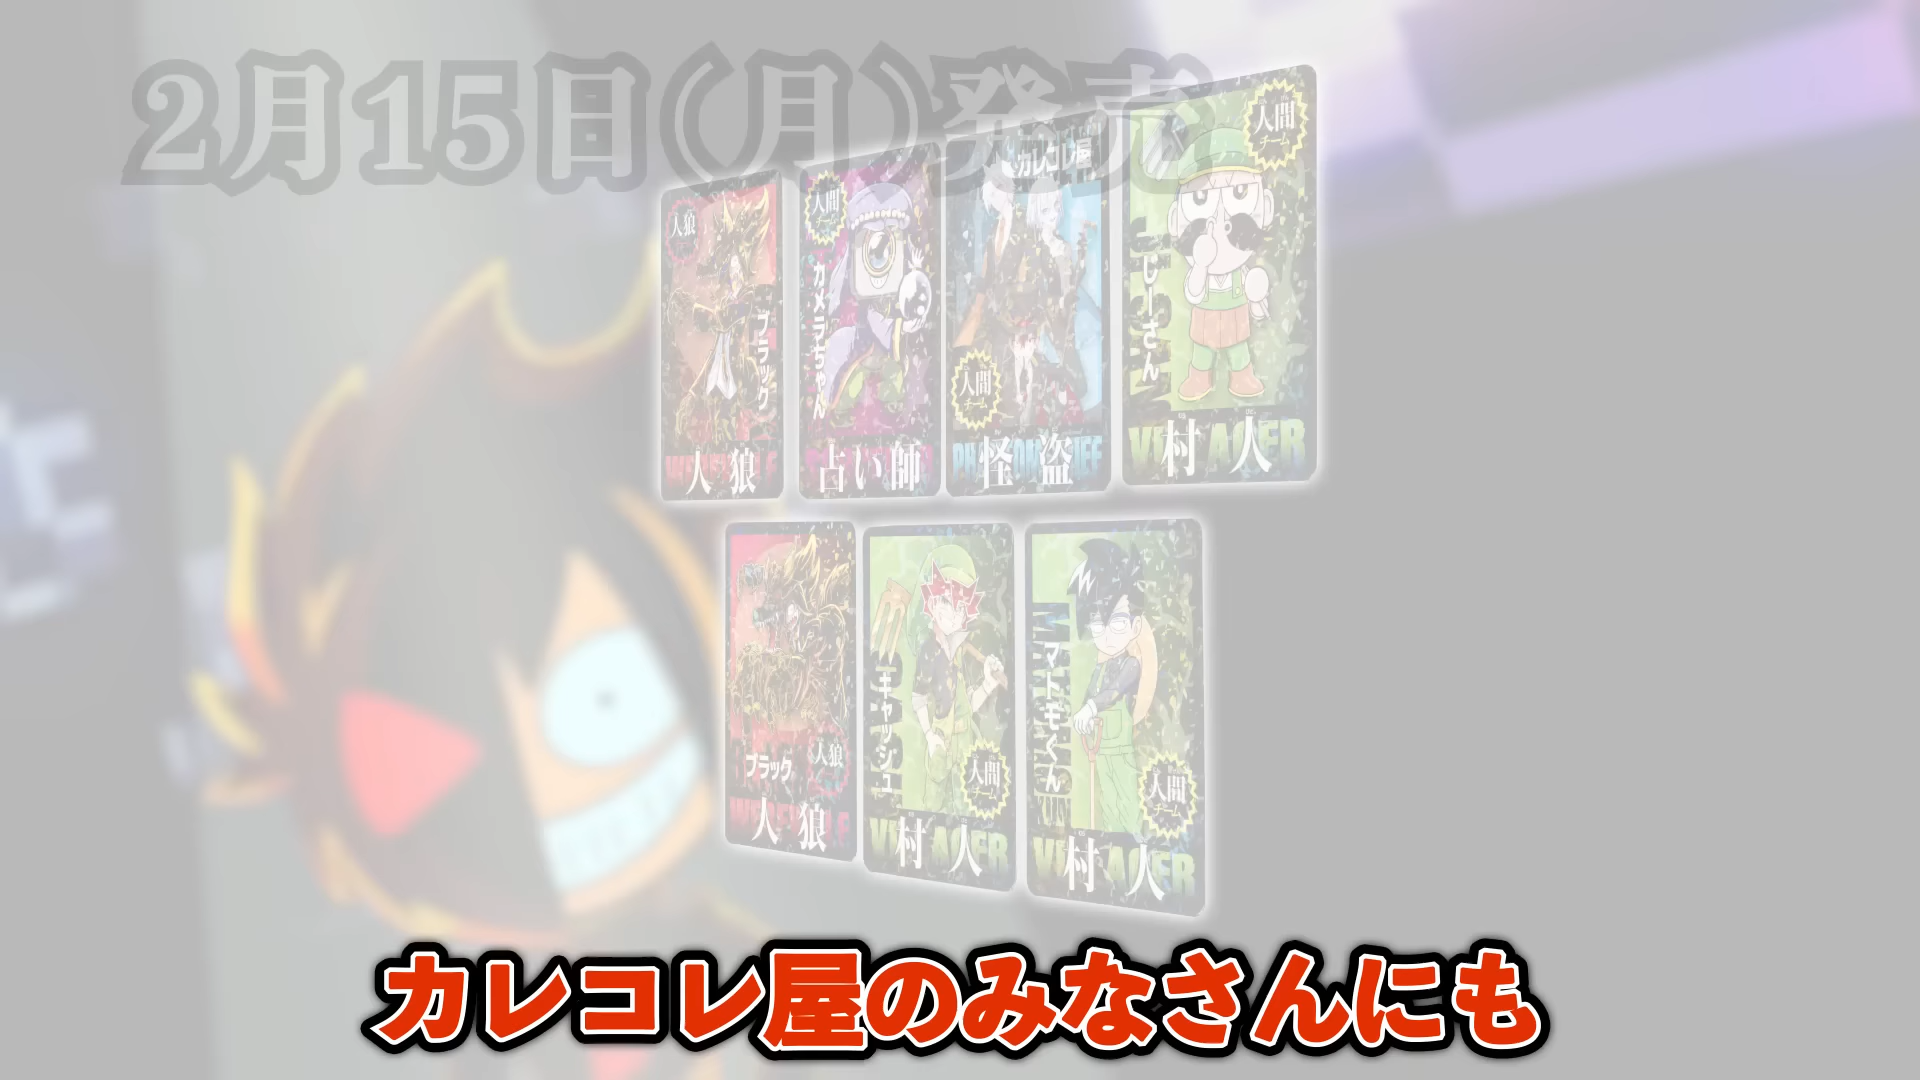 2月15日(月)発売
人狼
ブラック
人狼
人間
チーム
カメラちゃん
占い師
カレコレ屋
人間
チーム
怪盗
人間
チーム
じーさん
村人
ブラック
人狼
人狼
キャッシュ
人間
チーム
村人
マトモくん
人間
チーム
村人
カレコレ屋のみなさんにも